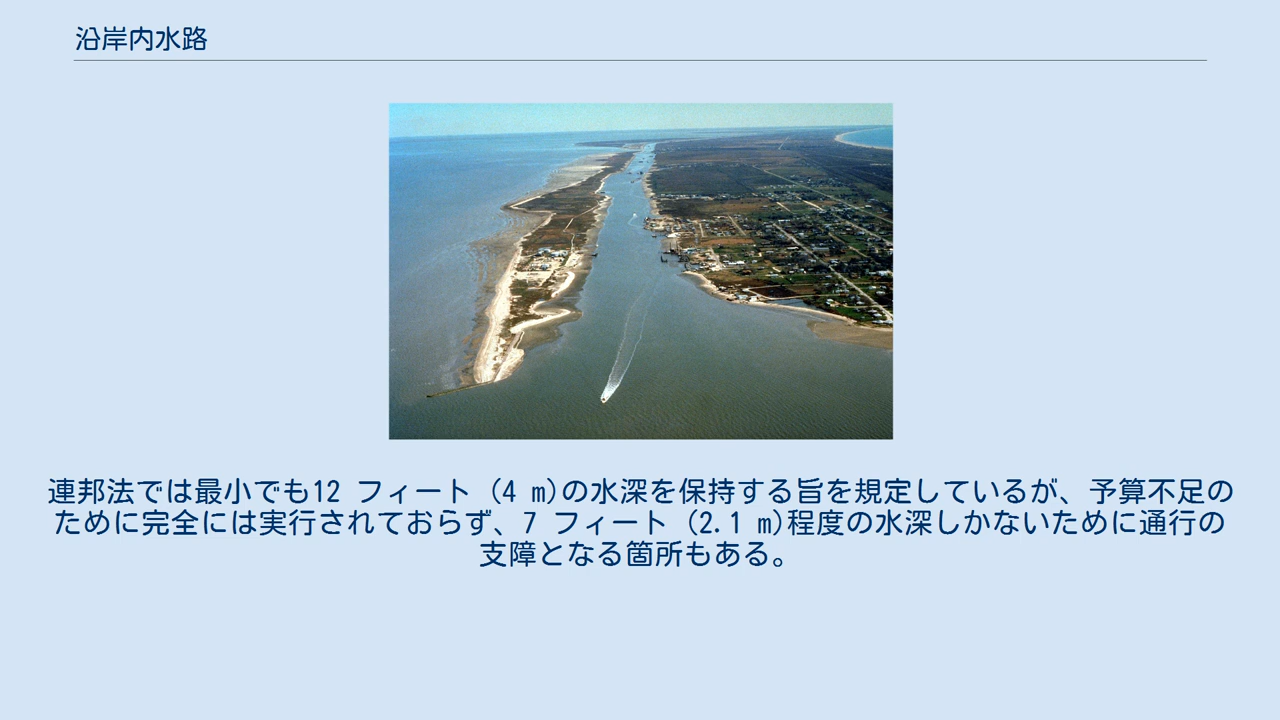 沿岸内水路
連邦法では最小でも12 フィート (4 m)の水深を保持する旨を規定しているが、予算不足の
ために完全には実行されておらず、7 フィート (2.1 m)程度の水深しかないために通行の
支障となる箇所もある。